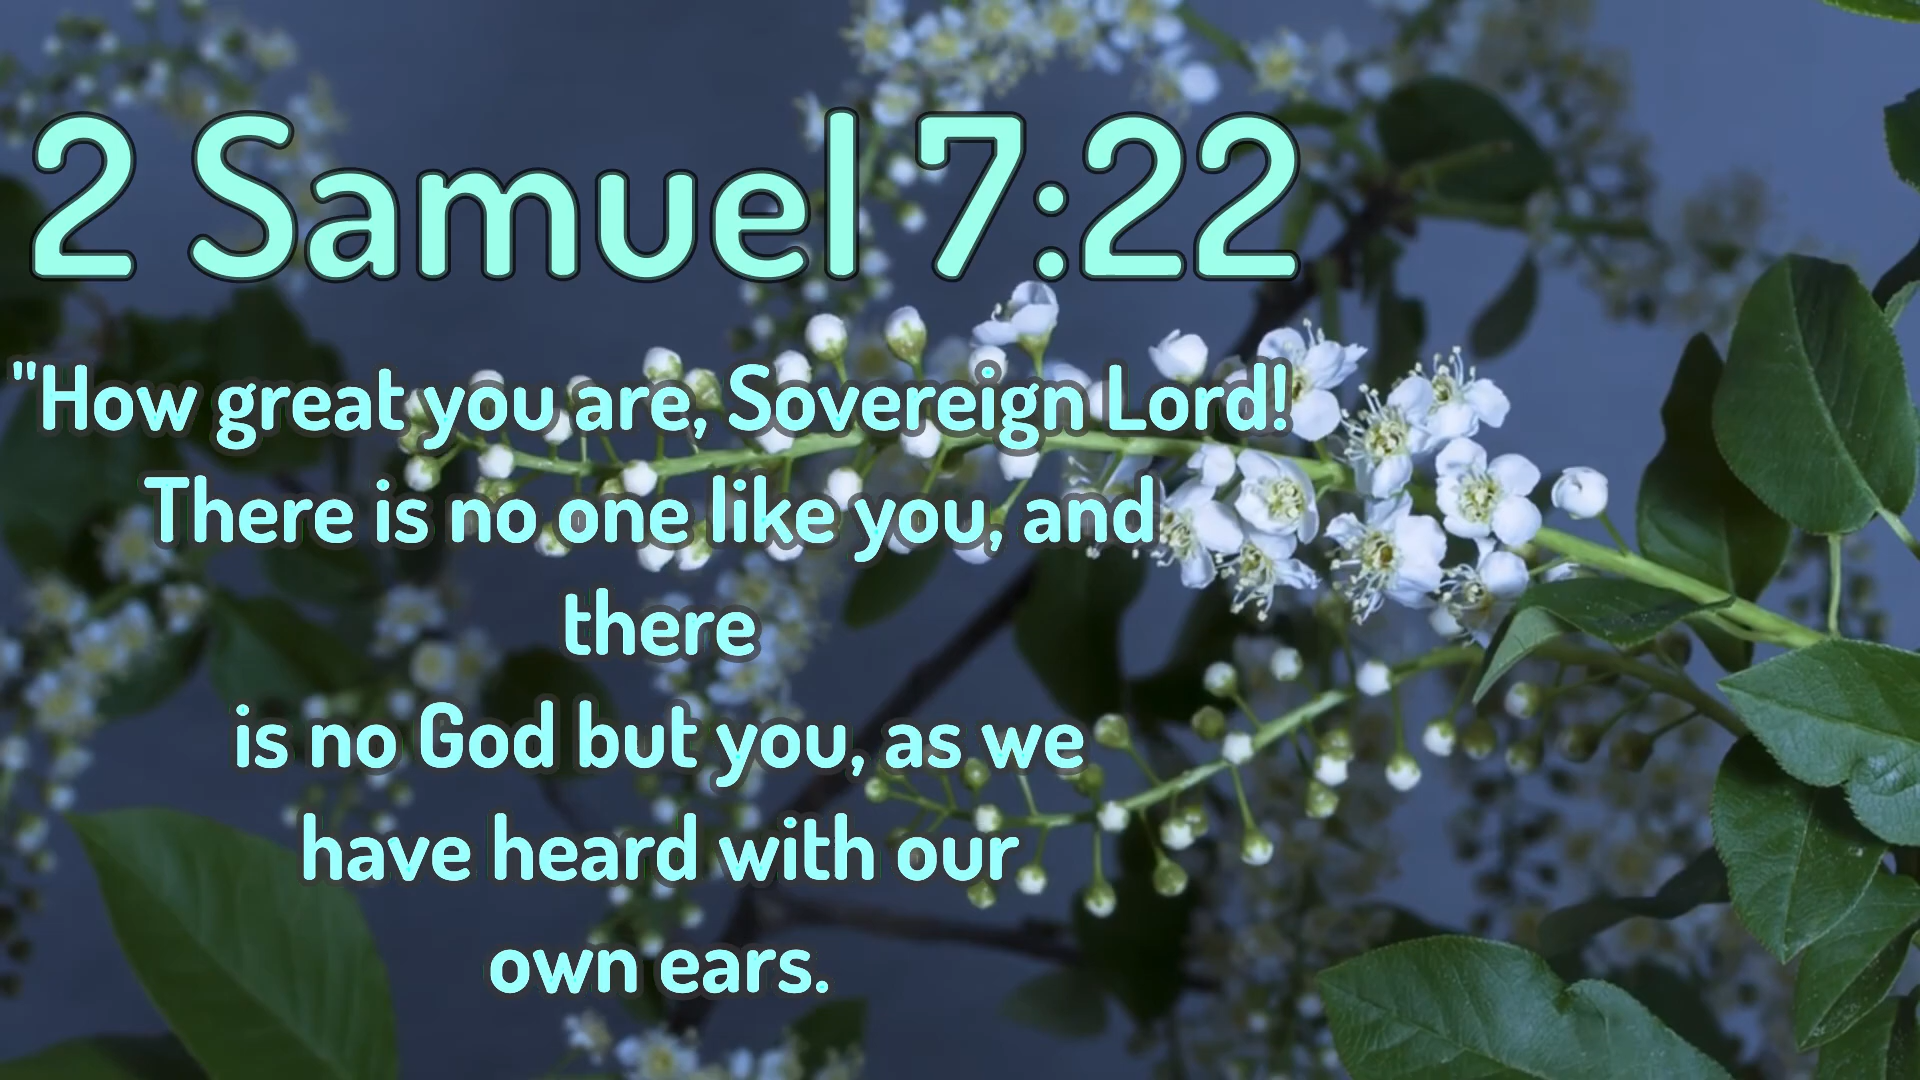 2 Samuel 7:22
"How great you are, Sovereign Lord!
There is no one like you, and
there
is no God but you, as we
have heard with our
own ears.